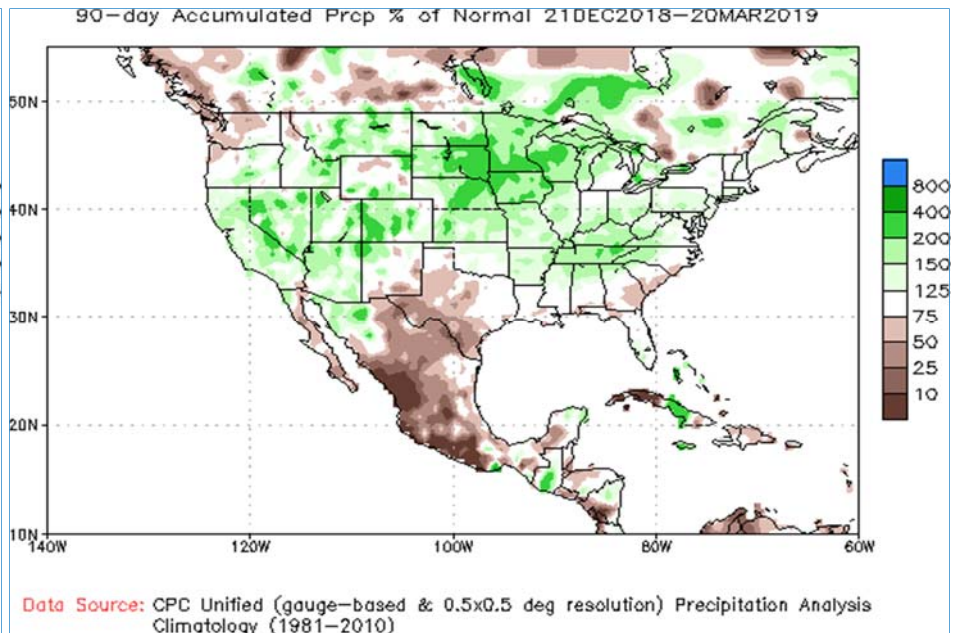 90-day Accumulated Prcp % of Normal 21DEC2018-20MAR2019
50N
40N
30N
20N
10N
140W
120W
100W
80W
60W
800
400
200
150
125
75
50
25
10
Data Source: CPC Unified (gauge-based & 0.5x0.5 deg resolution) Precipitation Analysis
Climatology (1981-2010)